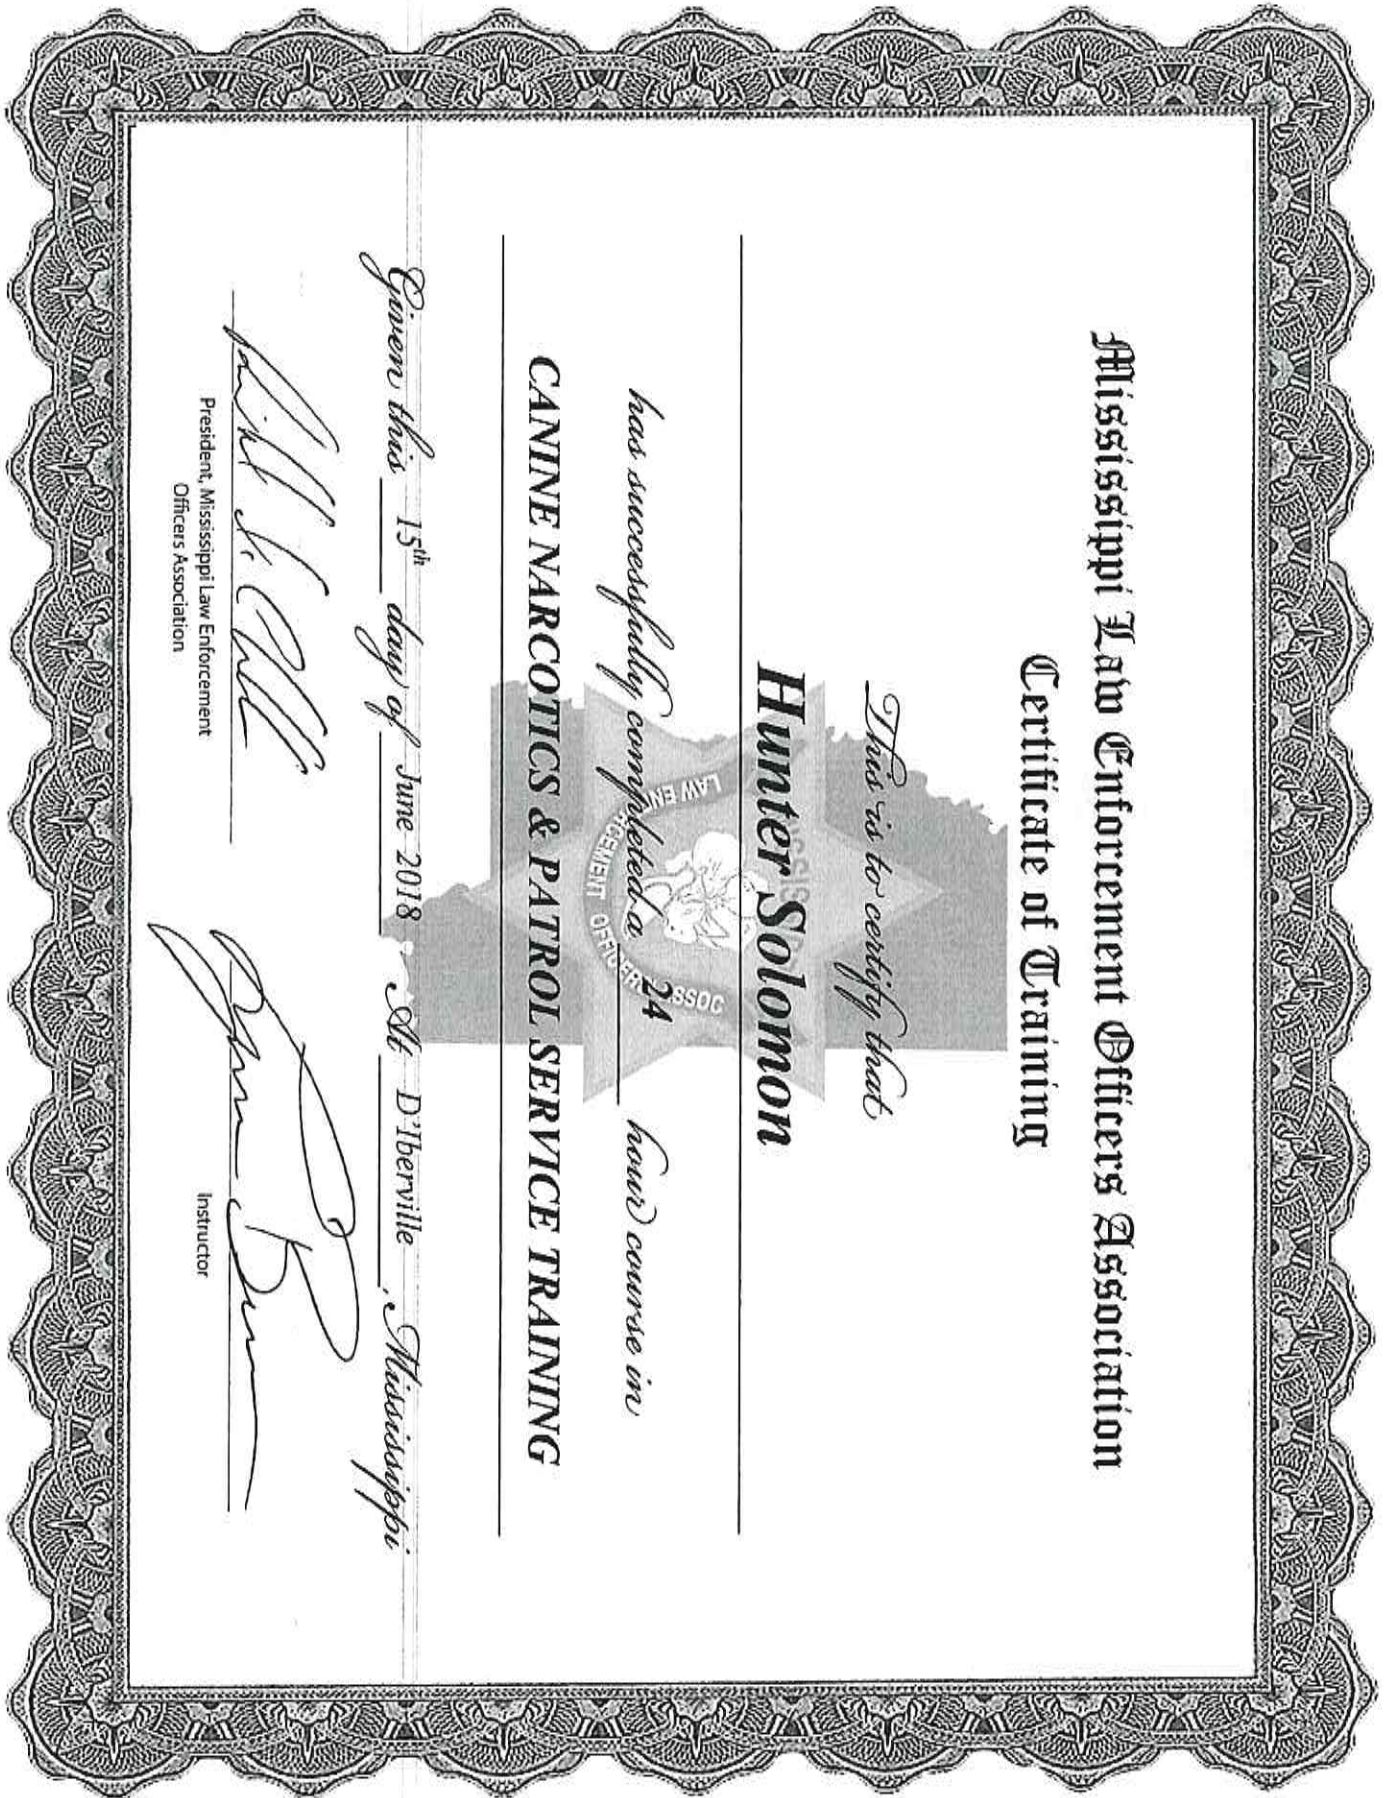 Mississippi Law Enforcement Officers Association
Certificate of Training
This is to certify that
Hunter Solomon
has successfully completed a 24 hour course in
CANINE NARCOTICS & PATROL SERVICE TRAINING
Given this 15th day of June 2018 At D'Iberville, Mississippi
President, Mississippi Law Enforcement
Officers Association
Instructor